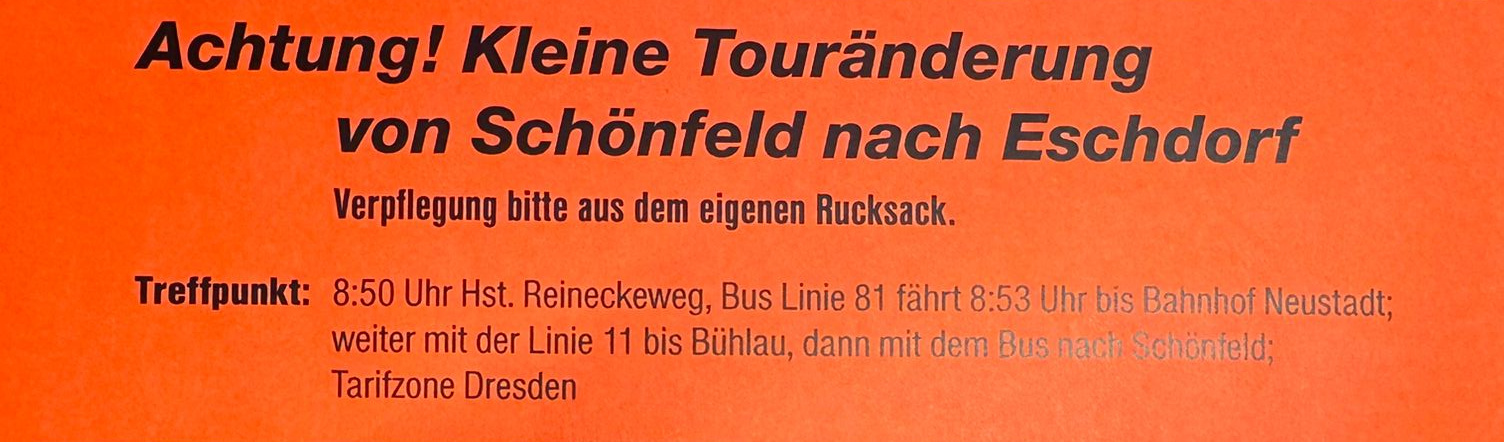 Achtung! Kleine Touränderung
von Schönfeld nach Eschdorf
Verpflegung bitte aus dem eigenen Rucksack.
Treffpunkt: 8:50 Uhr Hst. Reineckeweg, Bus Linie 81 fährt 8:53 Uhr bis Bahnhof Neustadt;
weiter mit der Linie 11 bis Bühlau, dann mit dem Bus nach Schönfeld;
Tarifzone Dresden